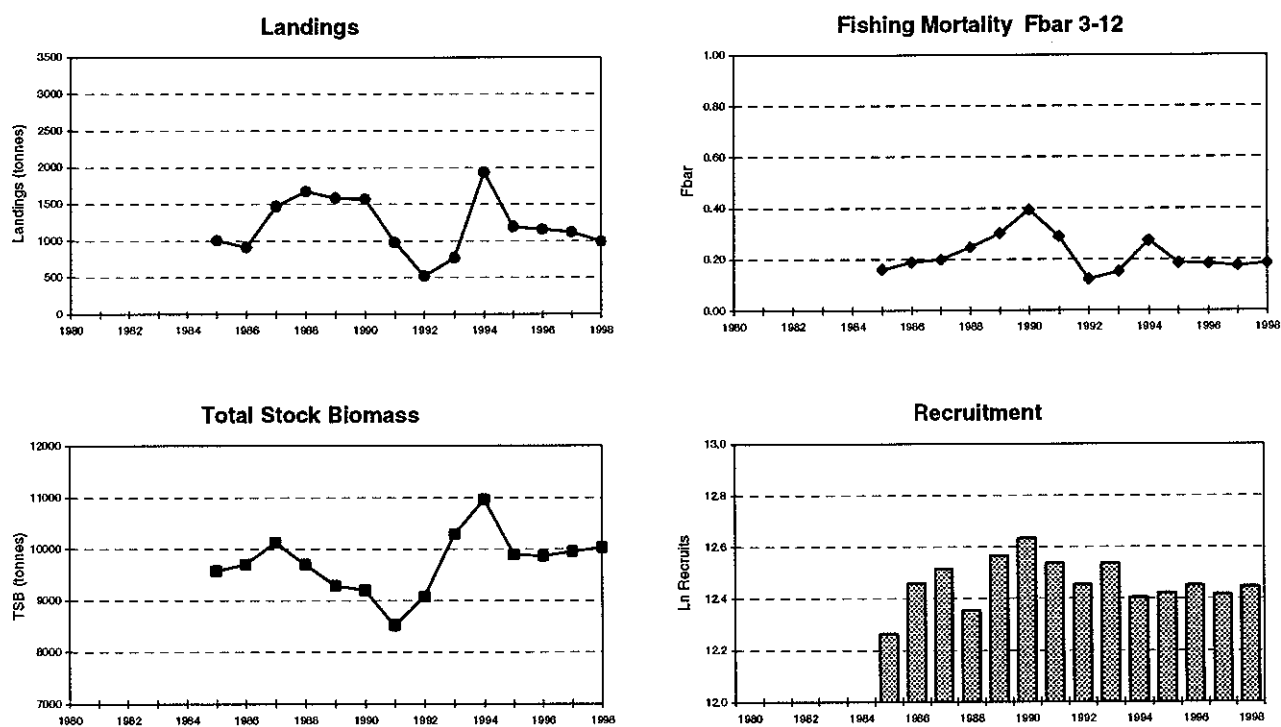 Landings
3500
3000
2500
2000
1500
1000
500
0
Landings (tonnes)
1980 1982 1984 1986 1988 1990 1992 1994 1996 1998
Fishing Mortality Fbar 3-12
1.00
0.80
0.60
0.40
0.20
0.00
Fbar
1980 1982 1984 1986 1988 1990 1992 1994 1996 1998
Total Stock Biomass
12000
11000
10000
9000
8000
7000
TSB (tonnes)
1980 1982 1984 1986 1988 1990 1992 1994 1996 1998
Recruitment
13.0
12.8
12.6
12.4
12.2
12.0
Ln Recruits
1980 1982 1984 1986 1988 1990 1992 1994 1996 1998